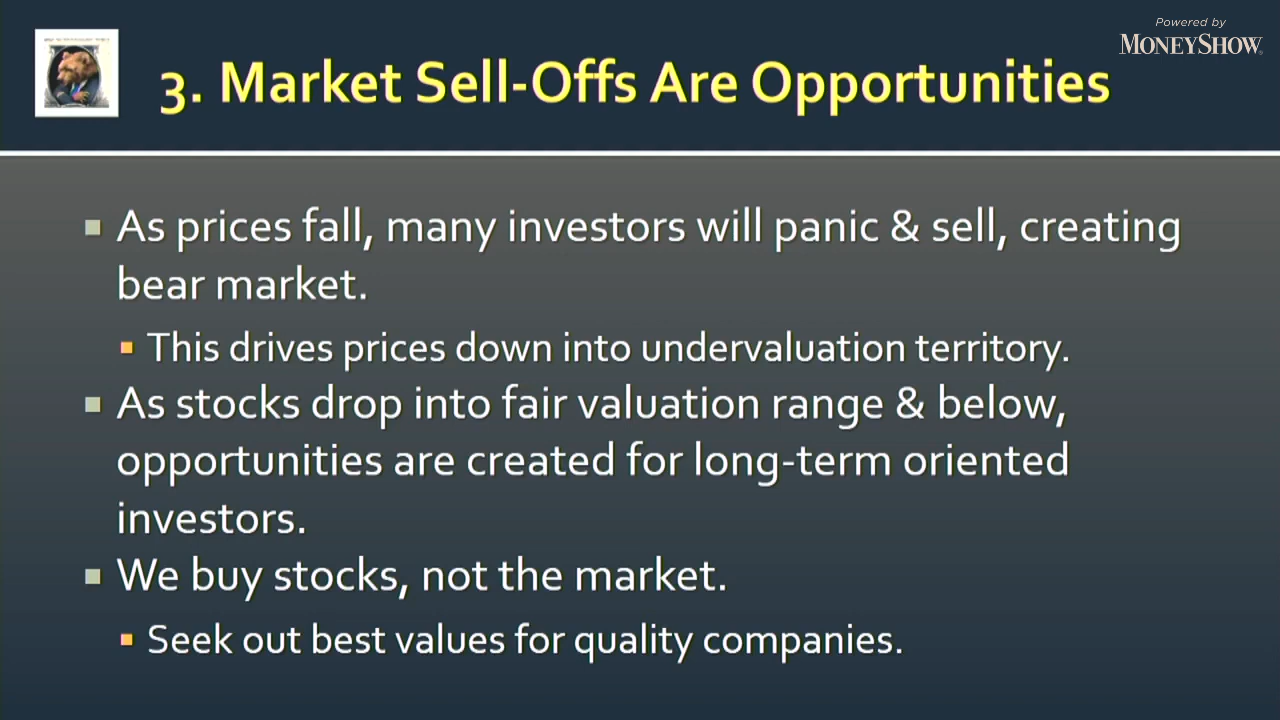 Powered by
MONEYSHOW
3. Market Sell-Offs Are Opportunities
As prices fall, many investors will panic & sell, creating
bear market.
This drives prices down into undervaluation territory.
As stocks drop into fair valuation range & below,
opportunities are created for long-term oriented
investors.
We buy stocks, not the market.
Seek out best values for quality companies.